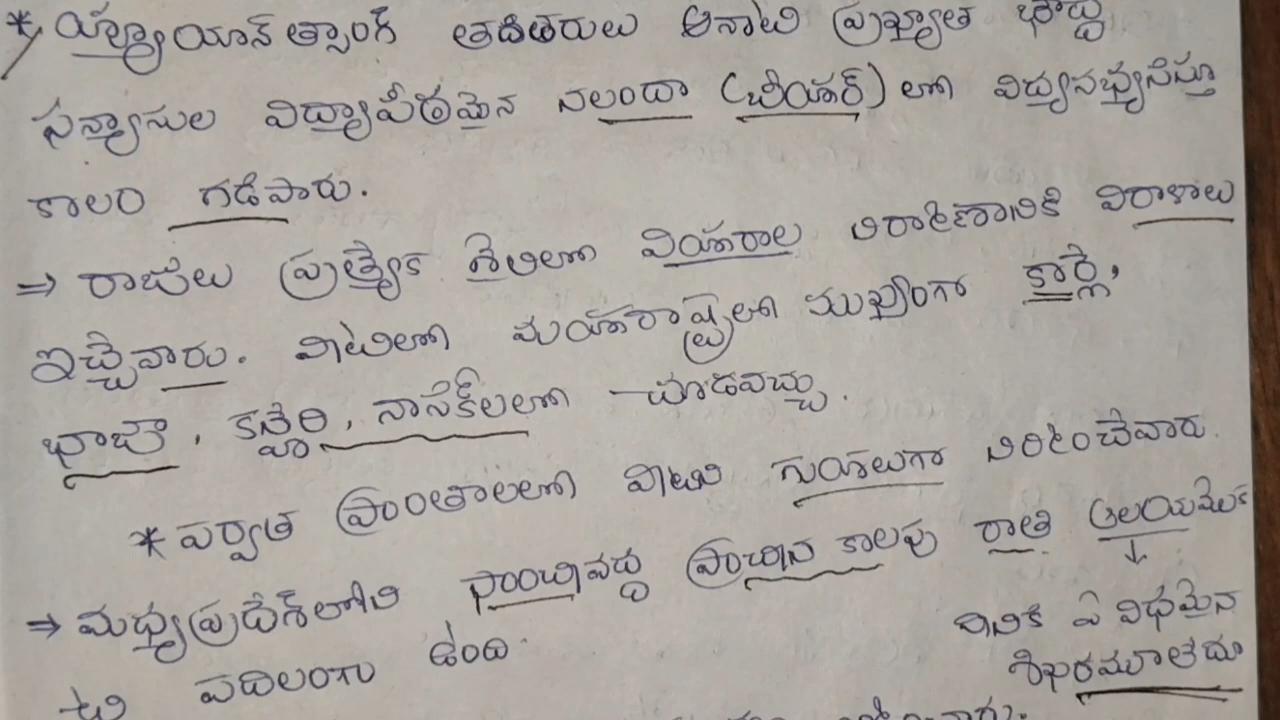 * హ్యూయాన్ త్సాంగ్ తదితరులు ఆనాటి ప్రఖ్యాత బౌద్ధ
సన్యాసుల విద్యాపీఠమైన నలందా (బీహార్) లో విద్యనభ్యసిస్తూ
కాలం గడిపారు.
⇒ రాజులు ప్రత్యేక శైలిలో విహారాల నిర్మాణానికి విరాళాలు
ఇచ్చేవారు. వీటిలో మహారాష్ట్రలో ముఖ్యంగా కార్లె,
భాజా, కన్హేరి, నాసిక్‌లలో చూడవచ్చు.
* పర్వత ప్రాంతాలలో వీటిని గుహలుగా నిర్మించేవారు.
⇒ మధ్యప్రదేశ్‌లోని సాంచివద్ద ప్రాచీన కాలపు రాతి ఆలయమొక
టి పదిలంగా ఉంది.
↓
దీనికి ఏ విధమైన
శిఖరమూలేదు